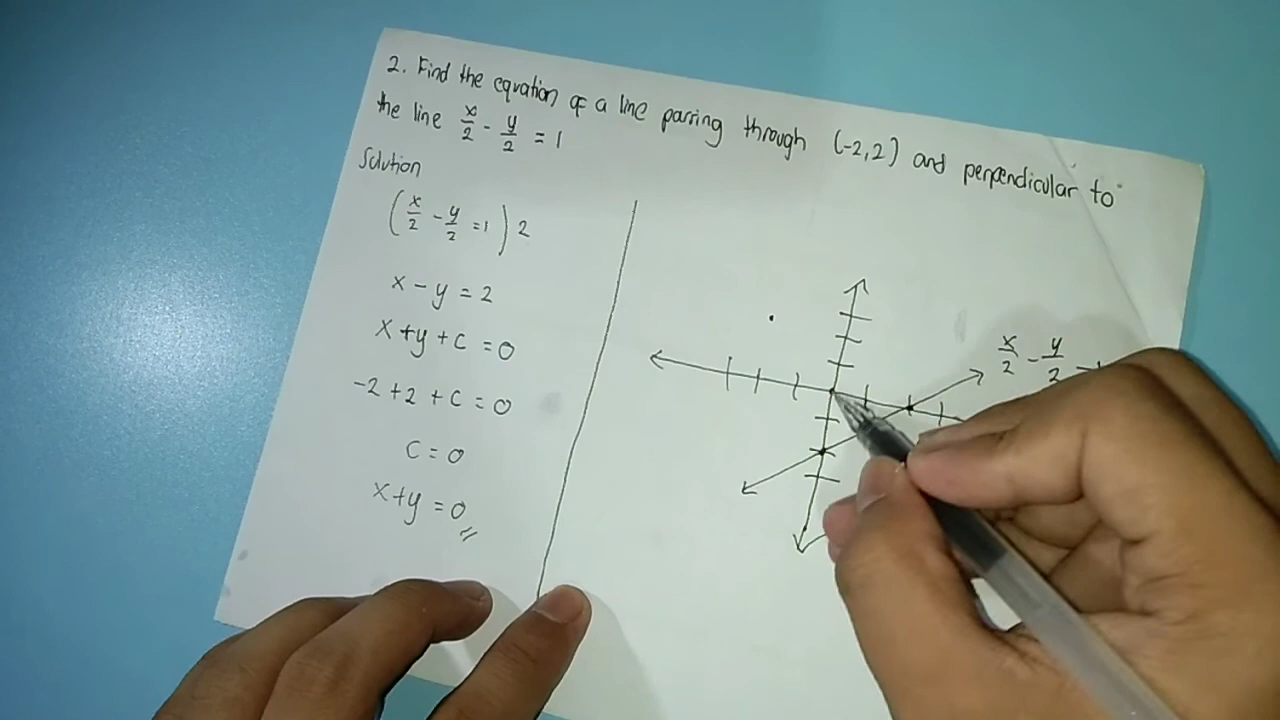 2. Find the equation of a line passing through (-2,2) and perpendicular to
the line x/2 - y/2 = 1
Solution
(x/2 - y/2 = 1) 2
x - y = 2
x + y + c = 0
-2 + 2 + c = 0
c = 0
x + y = 0
x/2 - y/2 =